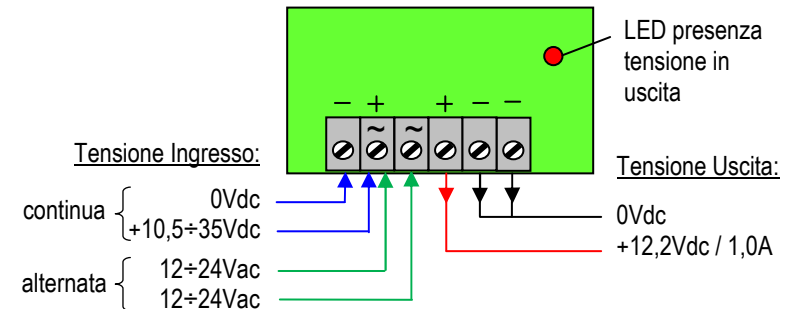 LED presenza
tensione in
uscita
− + + − −
~ ~
Tensione Ingresso:
continua { 0Vdc
+10,5÷35Vdc
alternata { 12÷24Vac
12÷24Vac
Tensione Uscita:
0Vdc
+12,2Vdc / 1,0A